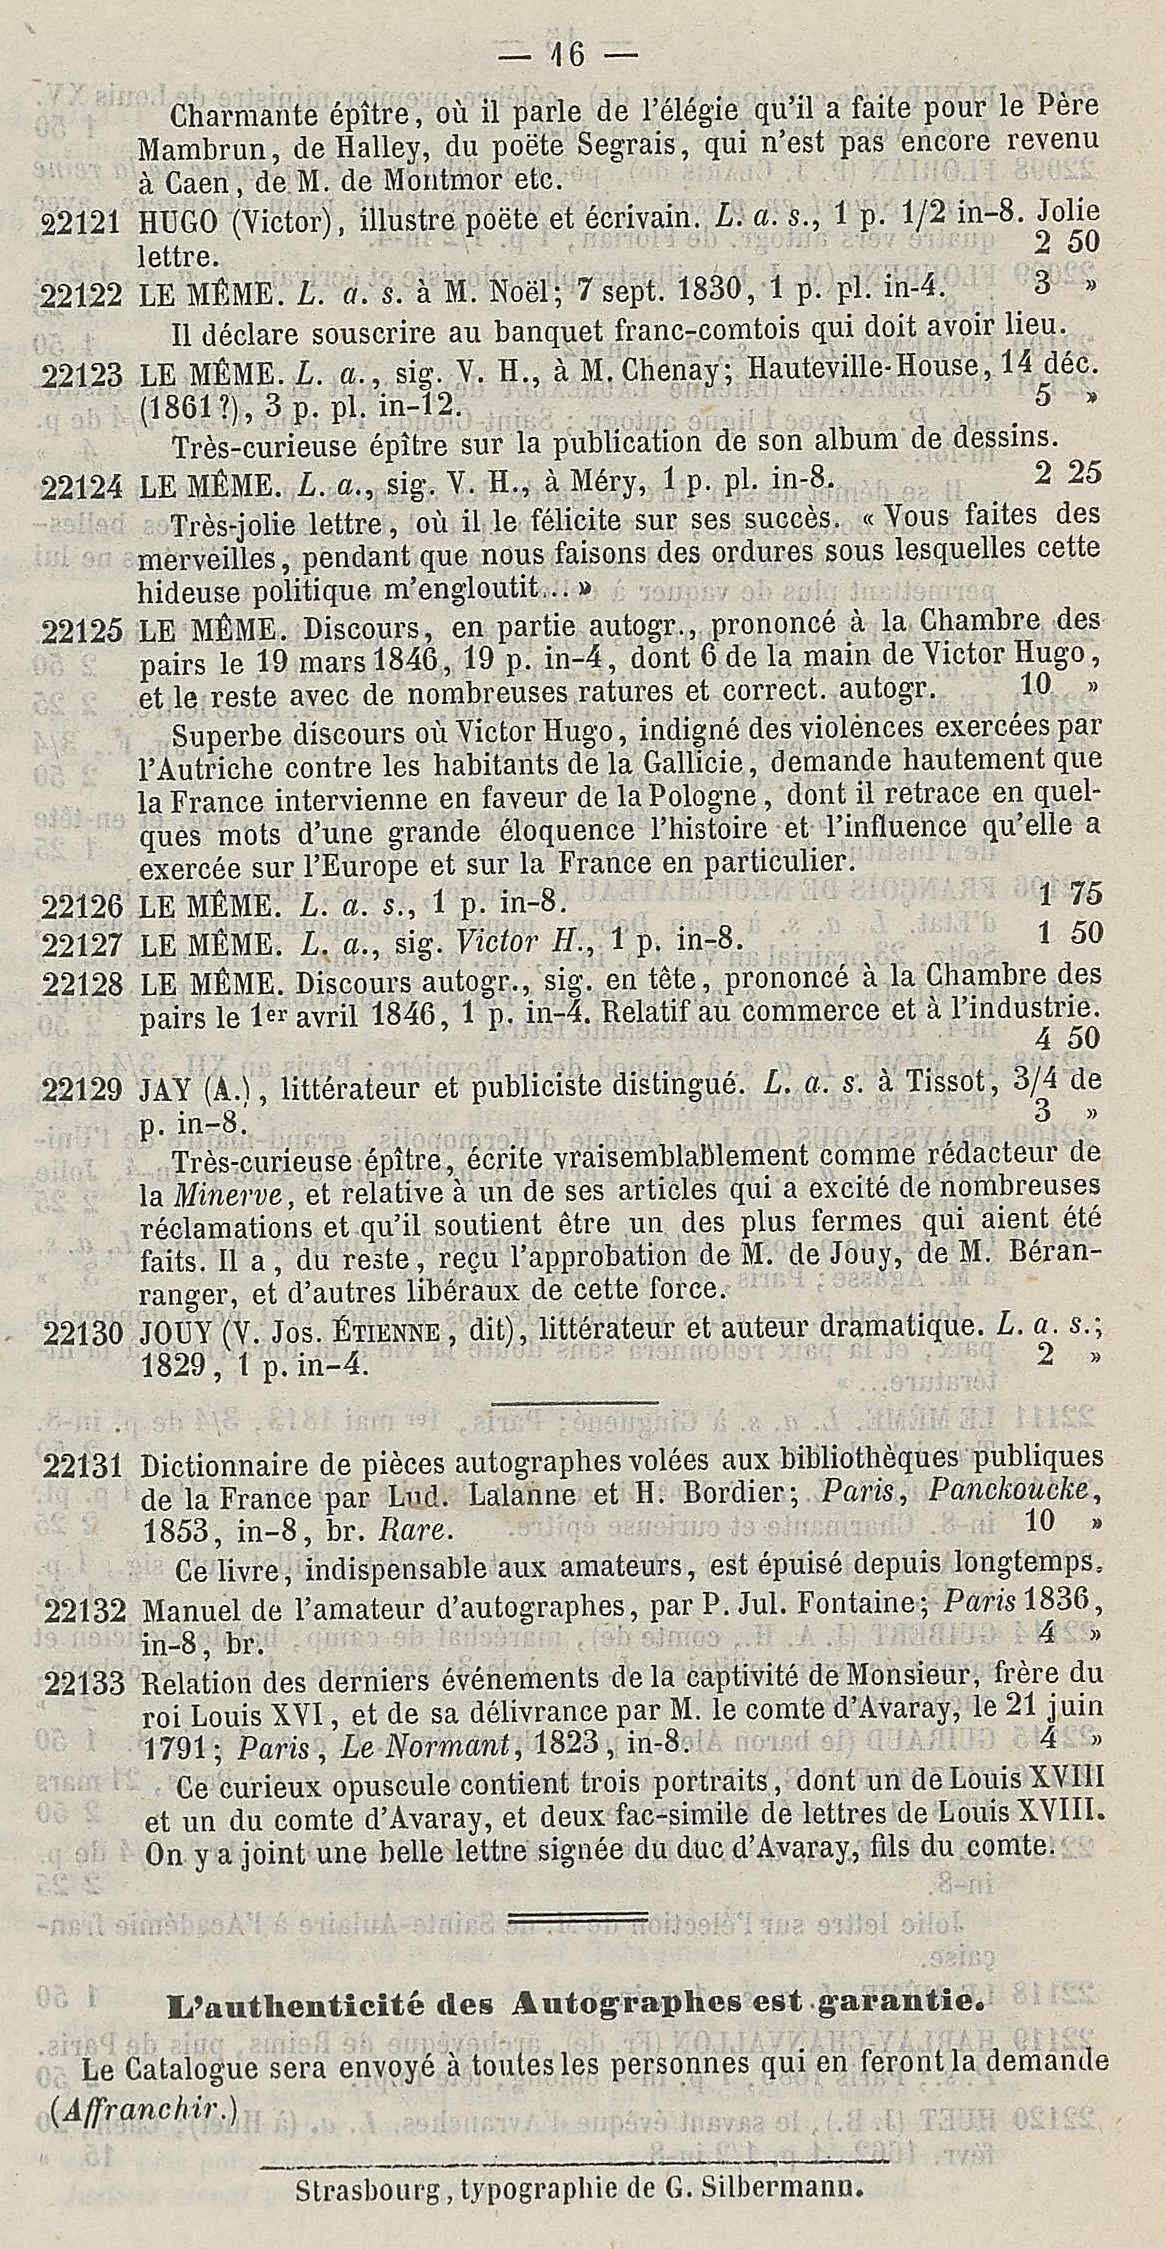 — 16 —
Charmante épître, où il parle de l'élégie qu'il a faite pour le Père
Mambrun, de Halley, du poëte Segrais, qui n'est pas encore revenu
à Caen, de M. de Montmor etc.
22121 HUGO (Victor), illustre poëte et écrivain. L. a. s., 1 p. 1/2 in-8. Jolie
lettre. 2 50
22122 LE MÊME. L. a. s. à M. Noël; 7 sept. 1830, 1 p. pl. in-4. 3 »
Il déclare souscrire au banquet franc-comtois qui doit avoir lieu.
22123 LE MÊME. L. a., sig. V. H., à M. Chenay; Hauteville-House, 14 déc.
(1861?), 3 p. pl. in-12. 5 »
Très-curieuse épître sur la publication de son album de dessins.
22124 LE MÊME. L. a., sig. V. H., à Méry, 1 p. pl. in-8. 2 25
Très-jolie lettre, où il le félicite sur ses succès. « Vous faites des
merveilles, pendant que nous faisons des ordures sous lesquelles cette
hideuse politique m'engloutit... »
22125 LE MÊME. Discours, en partie autogr., prononcé à la Chambre des
pairs le 19 mars 1846, 19 p. in-4, dont 6 de la main de Victor Hugo,
et le reste avec de nombreuses ratures et correct. autogr. 10 »
Superbe discours où Victor Hugo, indigné des violences exercées par
l'Autriche contre les habitants de la Gallicie, demande hautement que
la France intervienne en faveur de la Pologne, dont il retrace en quel-
ques mots d'une grande éloquence l'histoire et l'influence qu'elle a
exercée sur l'Europe et sur la France en particulier.
22126 LE MÊME. L. a. s., 1 p. in-8. 1 75
22127 LE MÊME. L. a., sig. Victor H., 1 p. in-8. 1 50
22128 LE MÊME. Discours autogr., sig. en tête, prononcé à la Chambre des
pairs le 1er avril 1846, 1 p. in-4. Relatif au commerce et à l'industrie.
4 50
22129 JAY (A.), littérateur et publiciste distingué. L. a. s. à Tissot, 3/4 de
p. in-8. 3 »
Très-curieuse épître, écrite vraisemblablement comme rédacteur de
la Minerve, et relative à un de ses articles qui a excité de nombreuses
réclamations et qu'il soutient être un des plus fermes qui aient été
faits. Il a, du reste, reçu l'approbation de M. de Jouy, de M. Béran-
ranger, et d'autres libéraux de cette force.
22130 JOUY (V. Jos. ÉTIENNE, dit), littérateur et auteur dramatique. L. a. s.;
1829, 1 p. in-4. 2 »
22131 Dictionnaire de pièces autographes volées aux bibliothèques publiques
de la France par Lud. Lalanne et H. Bordier; Paris, Panckoucke,
1853, in-8, br. Rare. 10 »
Ce livre, indispensable aux amateurs, est épuisé depuis longtemps.
22132 Manuel de l'amateur d'autographes, par P. Jul. Fontaine; Paris 1836,
in-8, br. 4 »
22133 Relation des derniers événements de la captivité de Monsieur, frère du
roi Louis XVI, et de sa délivrance par M. le comte d'Avaray, le 21 juin
1791; Paris, Le Normant, 1823, in-8. 4 »
Ce curieux opuscule contient trois portraits, dont un de Louis XVIII
et un du comte d'Avaray, et deux fac-simile de lettres de Louis XVIII.
On y a joint une belle lettre signée du duc d'Avaray, fils du comte.
L'authenticité des Autographes est garantie.
Le Catalogue sera envoyé à toutes les personnes qui en feront la demande
(Affranchir.)
Strasbourg, typographie de G. Silbermann.